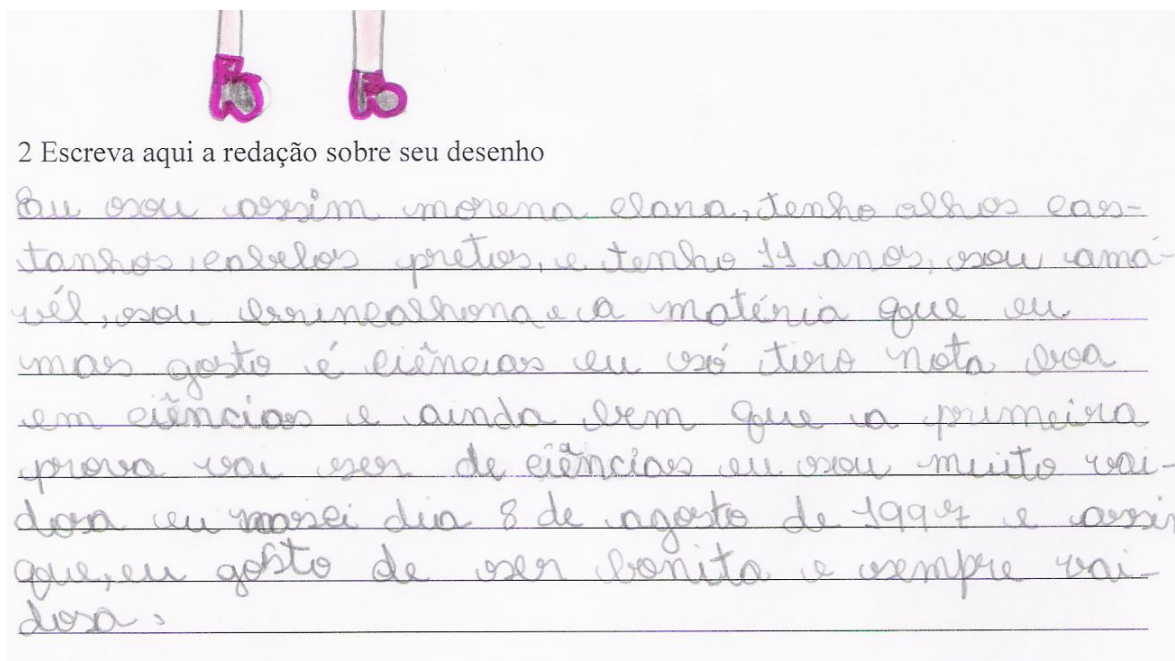 2 Escreva aqui a redação sobre seu desenho
Eu sou assim morena clara, tenho olhos cas-
tanhos, cabelos pretos, e tenho 11 anos, sou amá-
vél, sou brincalhona e a matéria que eu
mas gosto é ciências eu só tiro nota boa
em ciências e ainda bem que a primeira
prova vai ser de ciências eu sou muito vai-
dosa eu nasci dia 8 de agosto de 1997 e assim
que, eu gosto de ser bonita e sempre vai-
dosa.